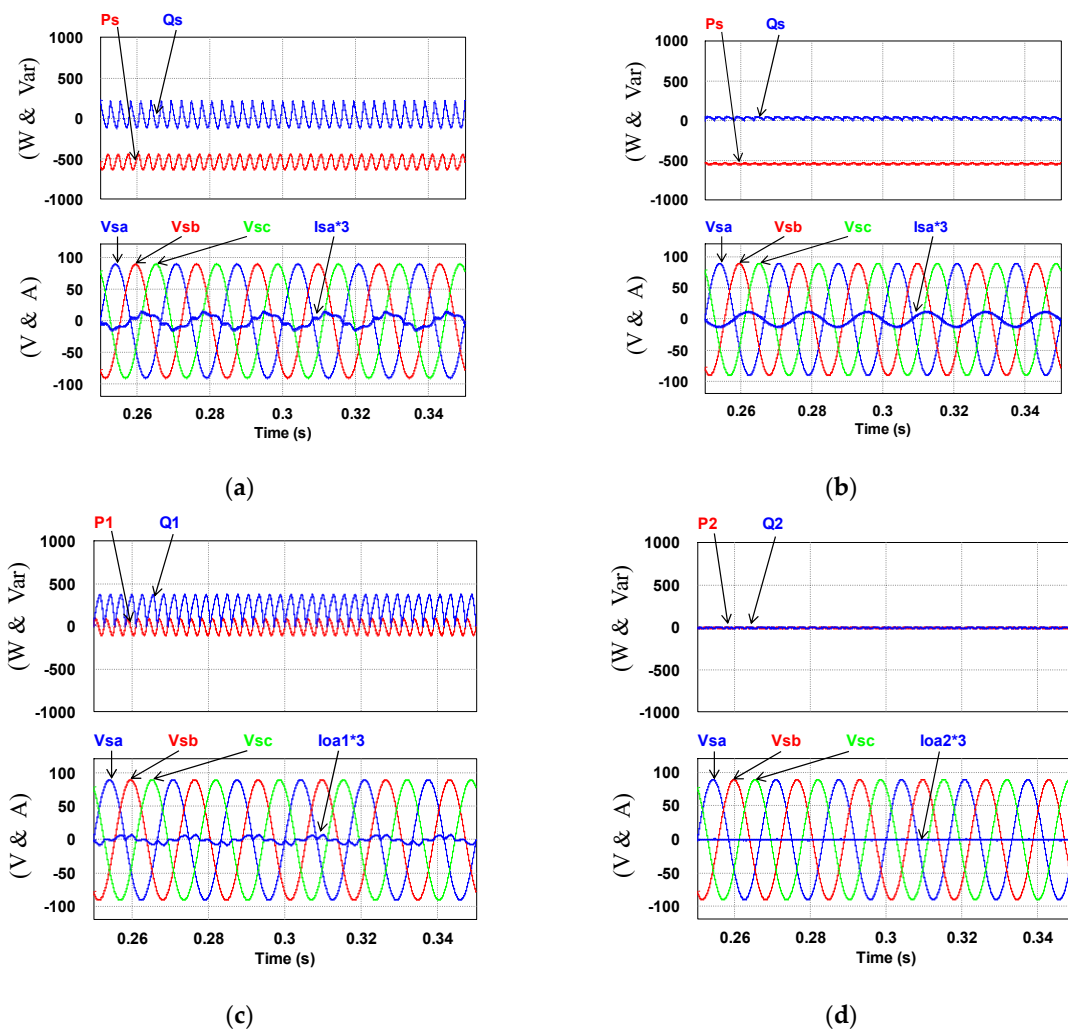 Ps Qs
1000
500
0
-500
-1000
(W & Var)
Vsa Vsb Vsc Isa*3
100
50
0
-50
-100
(V & A)
0.26 0.28 0.3 0.32 0.34
Time (s)
(a)
Ps Qs
1000
500
0
-500
-1000
(W & Var)
Vsa Vsb Vsc Isa*3
100
50
0
-50
-100
(V & A)
0.26 0.28 0.3 0.32 0.34
Time (s)
(b)
P1 Q1
1000
500
0
-500
-1000
(W & Var)
Vsa Vsb Vsc Ioa1*3
100
50
0
-50
-100
(V & A)
0.26 0.28 0.3 0.32 0.34
Time (s)
(c)
P2 Q2
1000
500
0
-500
-1000
(W & Var)
Vsa Vsb Vsc Ioa2*3
100
50
0
-50
-100
(V & A)
0.26 0.28 0.3 0.32 0.34
Time (s)
(d)